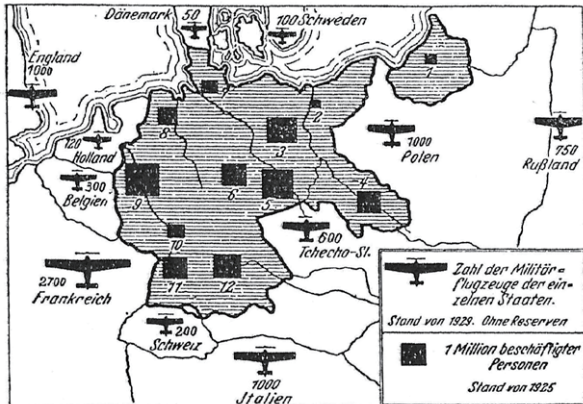 Dänemark
50
100 Schweden
England
1000
1
2
8
3
120
Holland
1000
Polen
750
Rußland
300
Belgien
9
6
5
4
10
600
Tchecho-Sl.
2700
Frankreich
11
12
200
Schweiz
1000
Jtalien
Zahl der Militär-
flugzeuge der ein-
zelnen Staaten.
Stand von 1929. Ohne Reserven
1 Million beschäftigter
Personen
Stand von 1925